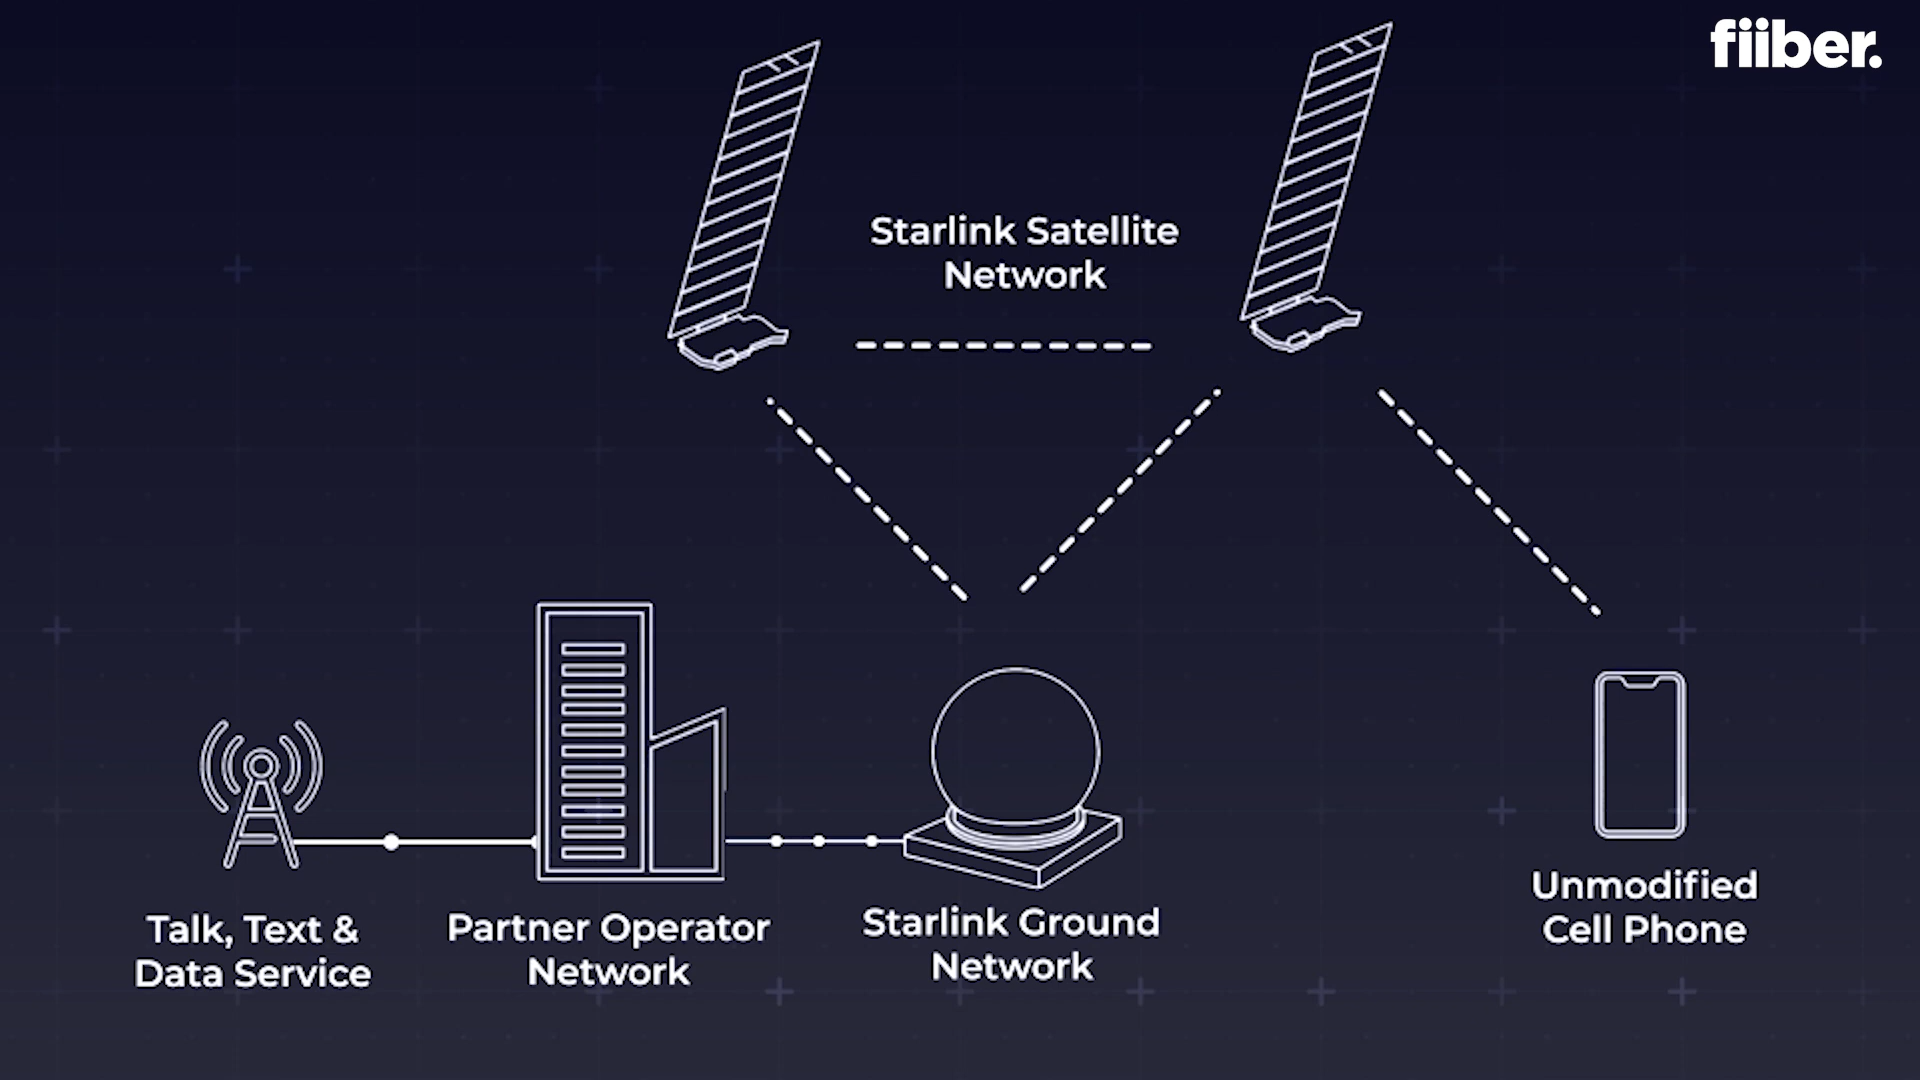 fiiber.
Starlink Satellite
Network
Talk, Text &
Data Service
Partner Operator
Network
Starlink Ground
Network
Unmodified
Cell Phone